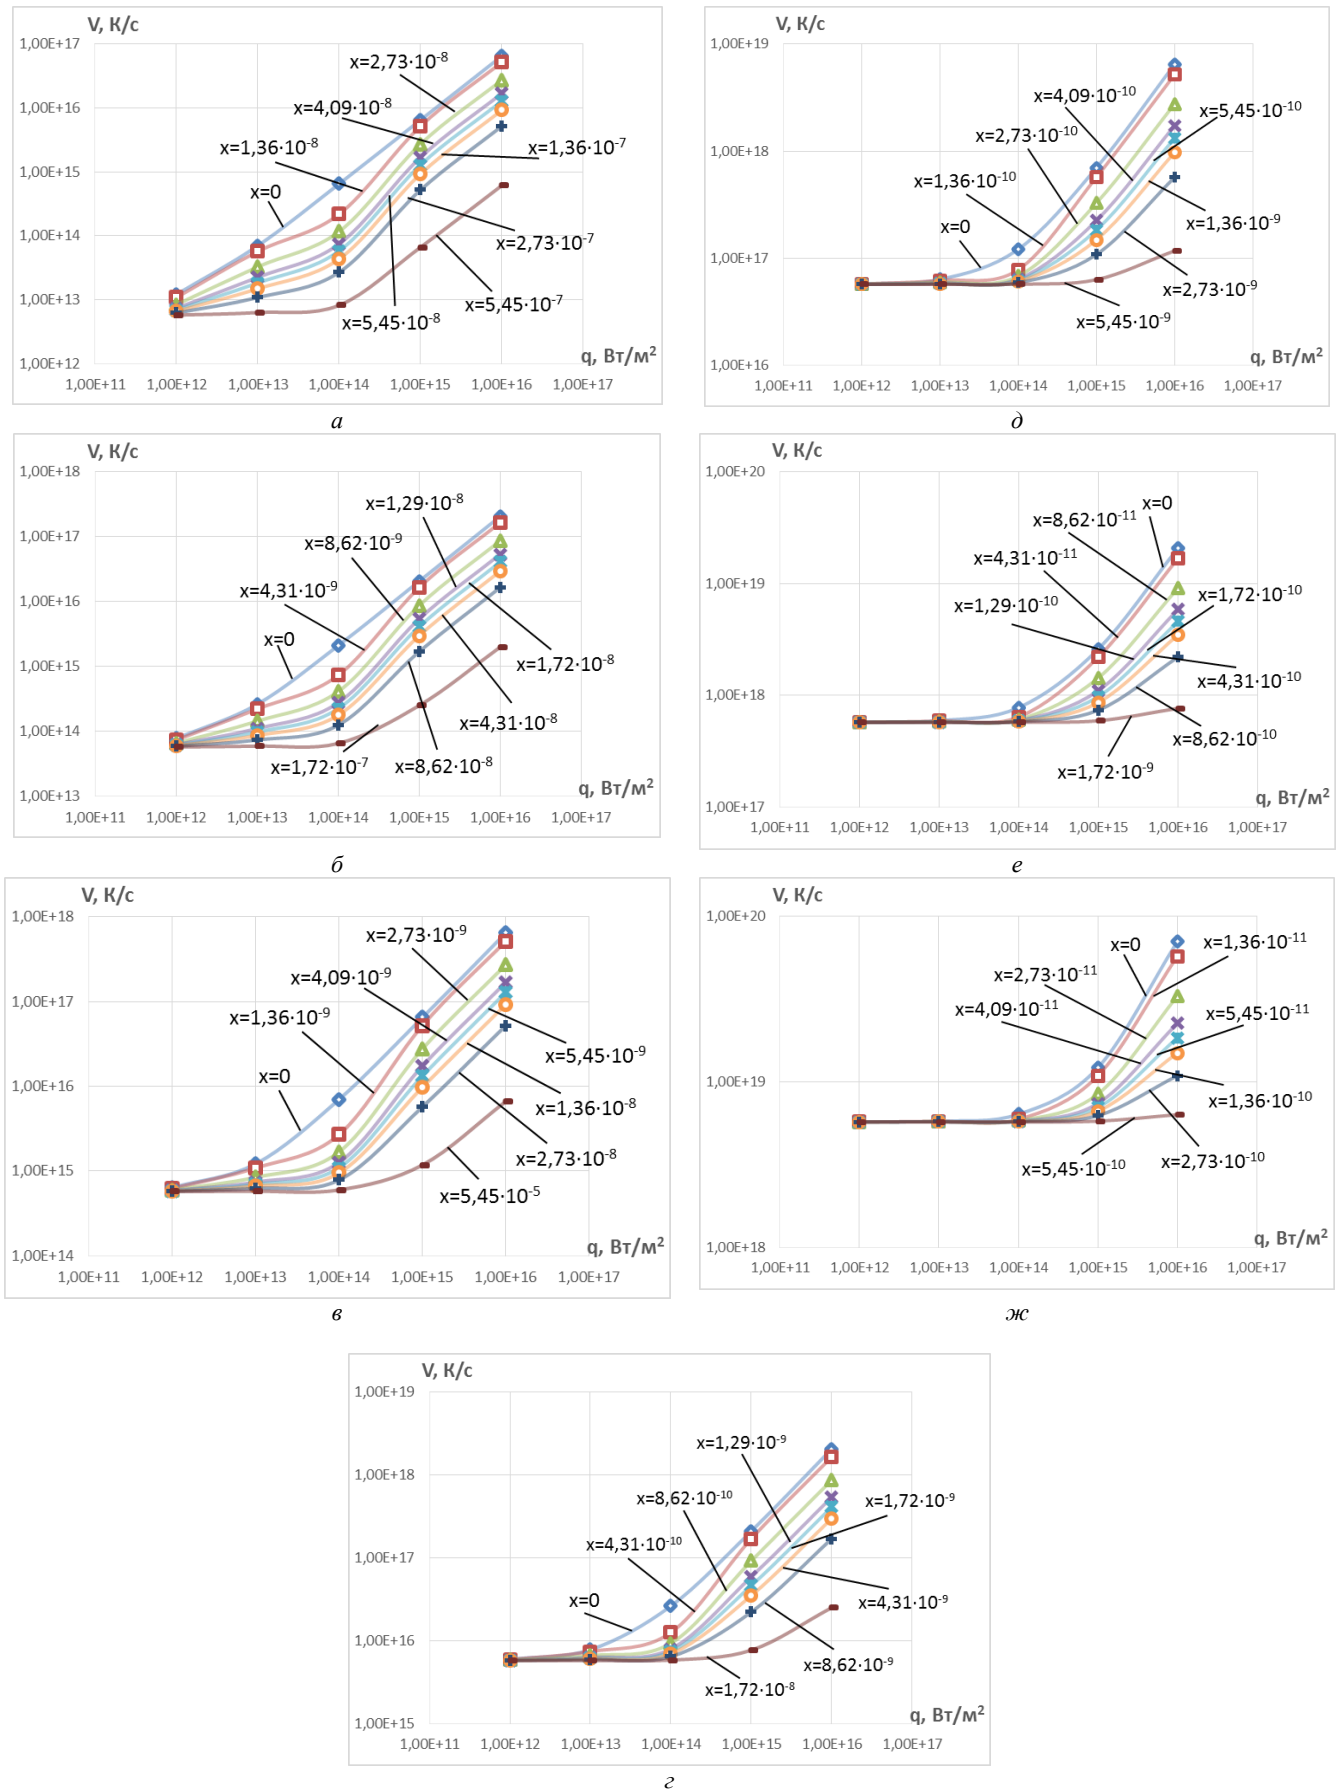 V, К/с
1,00E+17
1,00E+16
1,00E+15
1,00E+14
1,00E+13
1,00E+12
x=2,73·10-8
x=4,09·10-8
x=1,36·10-8
x=1,36·10-7
x=0
x=2,73·10-7
x=5,45·10-7
x=5,45·10-8
q, Вт/м2
1,00E+11 1,00E+12 1,00E+13 1,00E+14 1,00E+15 1,00E+16 1,00E+17
а
V, К/с
1,00E+19
1,00E+18
1,00E+17
1,00E+16
x=4,09·10-10
x=5,45·10-10
x=2,73·10-10
x=1,36·10-10
x=0
x=1,36·10-9
x=2,73·10-9
x=5,45·10-9
q, Вт/м2
1,00E+11 1,00E+12 1,00E+13 1,00E+14 1,00E+15 1,00E+16 1,00E+17
д
V, К/с
1,00E+18
1,00E+17
1,00E+16
1,00E+15
1,00E+14
1,00E+13
x=1,29·10-8
x=8,62·10-9
x=4,31·10-9
x=0
x=1,72·10-8
x=4,31·10-8
x=1,72·10-7
x=8,62·10-8
q, Вт/м2
1,00E+11 1,00E+12 1,00E+13 1,00E+14 1,00E+15 1,00E+16 1,00E+17
б
V, К/с
1,00E+20
1,00E+19
1,00E+18
1,00E+17
x=0
x=8,62·10-11
x=4,31·10-11
x=1,72·10-10
x=1,29·10-10
x=4,31·10-10
x=8,62·10-10
x=1,72·10-9
q, Вт/м2
1,00E+11 1,00E+12 1,00E+13 1,00E+14 1,00E+15 1,00E+16 1,00E+17
е
V, К/с
1,00E+18
1,00E+17
1,00E+16
1,00E+15
1,00E+14
x=2,73·10-9
x=4,09·10-9
x=1,36·10-9
x=5,45·10-9
x=0
x=1,36·10-8
x=2,73·10-8
x=5,45·10-5
q, Вт/м2
1,00E+11 1,00E+12 1,00E+13 1,00E+14 1,00E+15 1,00E+16 1,00E+17
в
V, К/с
1,00E+20
1,00E+19
1,00E+18
x=0
x=1,36·10-11
x=2,73·10-11
x=4,09·10-11
x=5,45·10-11
x=1,36·10-10
x=5,45·10-10
x=2,73·10-10
q, Вт/м2
1,00E+11 1,00E+12 1,00E+13 1,00E+14 1,00E+15 1,00E+16 1,00E+17
ж
V, К/с
1,00E+19
1,00E+18
1,00E+17
1,00E+16
1,00E+15
x=1,29·10-9
x=8,62·10-10
x=1,72·10-9
x=4,31·10-10
x=0
x=4,31·10-9
x=8,62·10-9
x=1,72·10-8
q, Вт/м2
1,00E+11 1,00E+12 1,00E+13 1,00E+14 1,00E+15 1,00E+16 1,00E+17
г